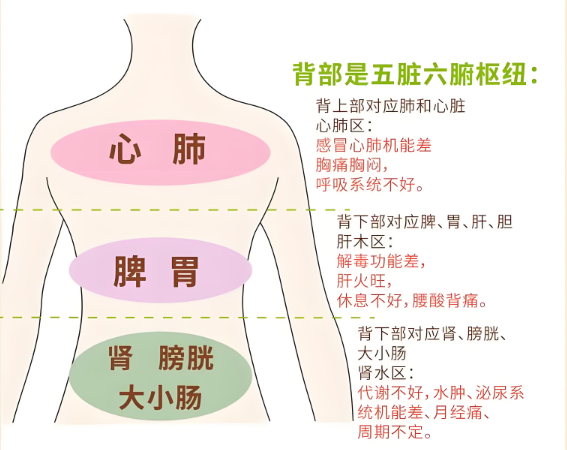 背部是五脏六腑枢纽：
心 肺
背上部对应肺和心脏
心肺区：
感冒心肺机能差
胸痛胸闷，
呼吸系统不好。
脾 胃
背下部对应脾、胃、肝、胆
肝木区：
解毒功能差，
肝火旺，
休息不好，腰酸背痛。
肾 膀胱
大小肠
背下部对应肾、膀胱、
大小肠
肾水区：
代谢不好，水肿、泌尿系
统机能差、月经痛、
周期不定。